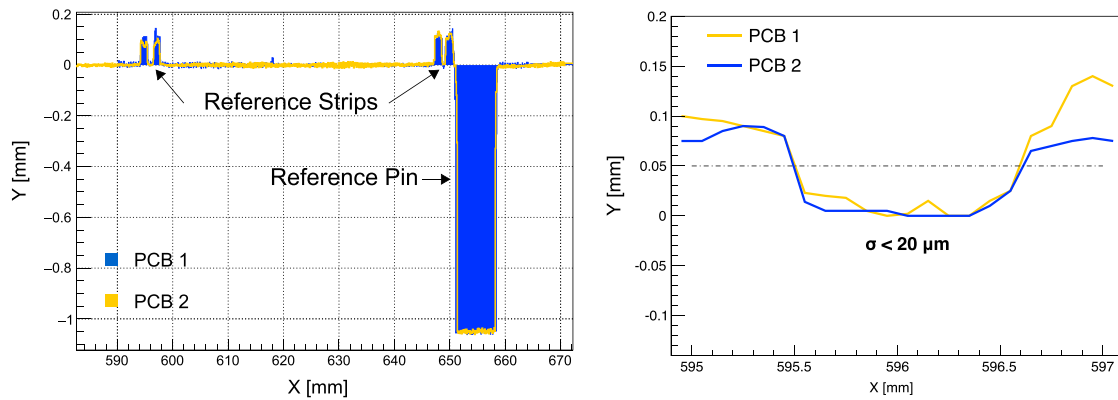 0.2
0
−0.2
−0.4
−0.6
−0.8
−1
Y [mm]
Reference Strips
Reference Pin
PCB 1
PCB 2
590 600 610 620 630 640 650 660 670
X [mm]
0.2
0.15
0.1
0.05
0
-0.05
-0.1
Y [mm]
PCB 1
PCB 2
σ < 20 μm
595 595.5 596 596.5 597
X [mm]